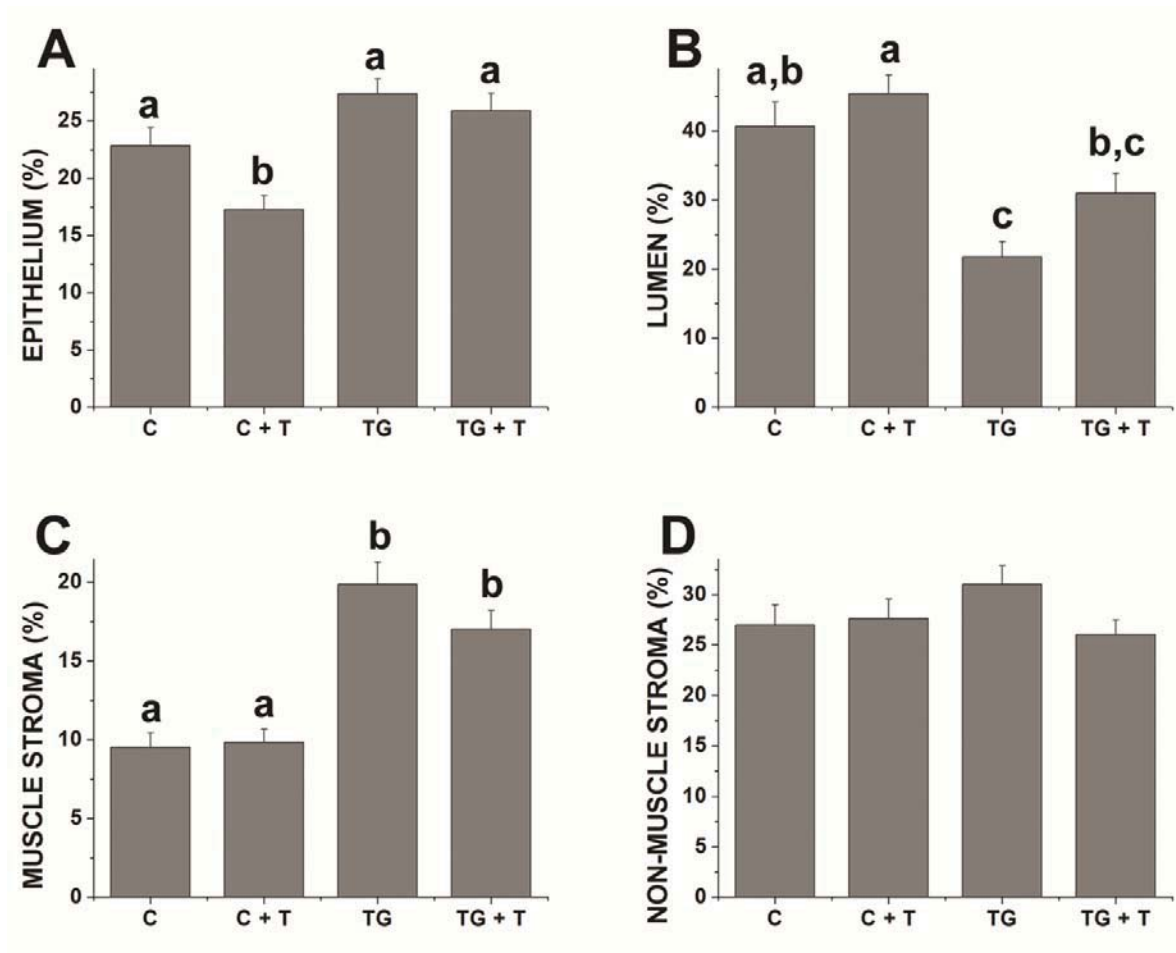 A
a
b
a
a
EPITHELIUM (%)
25
20
15
10
5
0
C
C + T
TG
TG + T
B
a,b
a
c
b,c
LUMEN (%)
40
30
20
10
0
C
C + T
TG
TG + T
C
a
a
b
b
MUSCLE STROMA (%)
20
15
10
5
0
C
C + T
TG
TG + T
D
NON-MUSCLE STROMA (%)
30
25
20
15
10
5
0
C
C + T
TG
TG + T